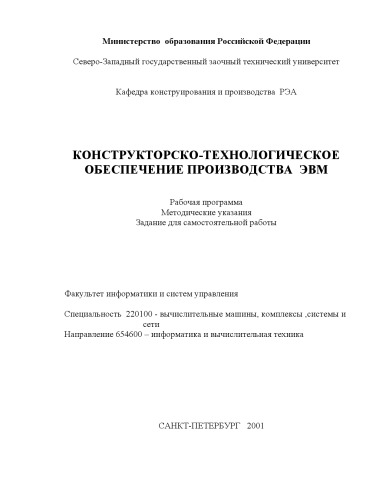 Министерство образования Российской Федерации
Северо-Западный государственный заочный технический университет
Кафедра конструирования и производства РЭА
КОНСТРУКТОРСКО-ТЕХНОЛОГИЧЕСКОЕ
ОБЕСПЕЧЕНИЕ ПРОИЗВОДСТВА ЭВМ
Рабочая программа
Методические указания
Задание для самостоятельной работы
Факультет информатики и систем управления
Специальность 220100 - вычислительные машины, комплексы ,системы и
сети
Направление 654600 – информатика и вычислительная техника
САНКТ-ПЕТЕРБУРГ 2001